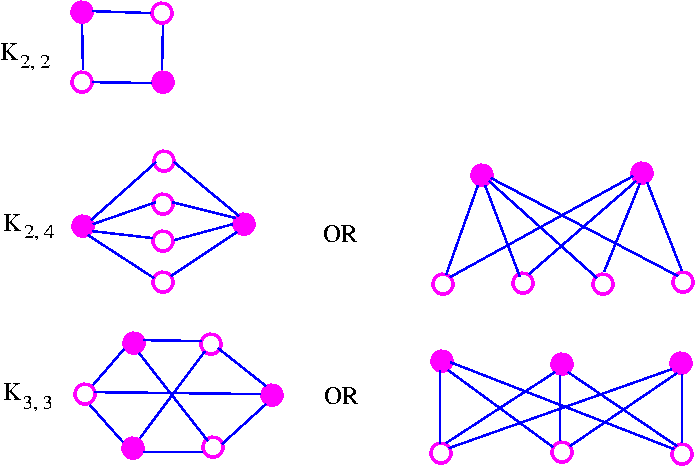 K2, 2
K2, 4 OR
K3, 3 OR